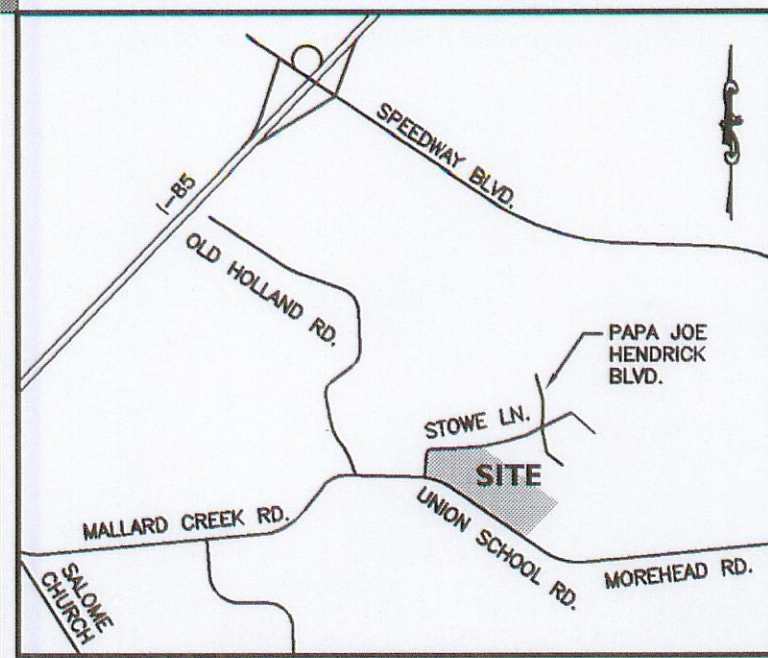 SPEEDWAY BLVD.
I-85
OLD HOLLAND RD.
PAPA JOE
HENDRICK
BLVD.
STOWE LN.
SITE
MALLARD CREEK RD.
UNION SCHOOL RD.
MOREHEAD RD.
SALOME
CHURCH